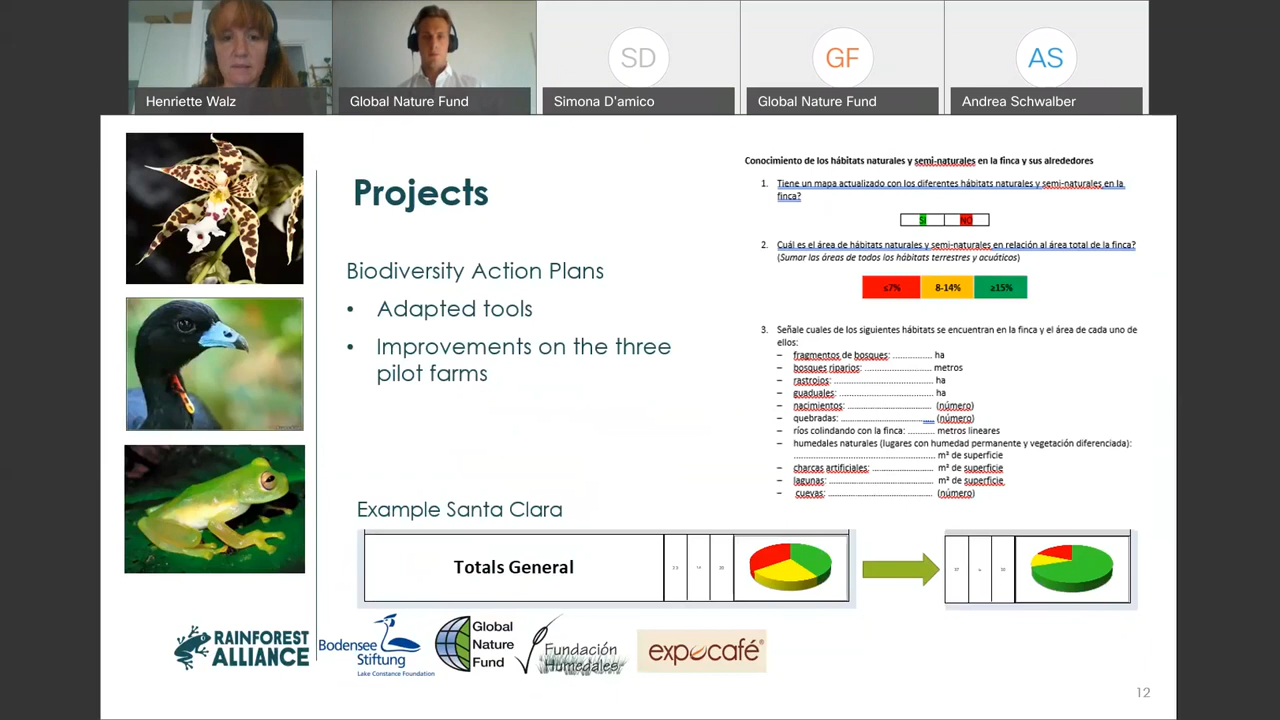 SD
GF
AS
Henriette Walz
Global Nature Fund
Simona D'amico
Global Nature Fund
Andrea Schwalber
Projects
Biodiversity Action Plans
• Adapted tools
• Improvements on the three
pilot farms
Conocimiento de los hábitats naturales y semi-naturales en la finca y sus alrededores
1. Tiene un mapa actualizado con los diferentes hábitats naturales y semi-naturales en la
finca?
SI NO
2. Cuál es el área de hábitats naturales y semi-naturales en relación al área total de la finca?
(Sumar las áreas de todos los hábitats terrestres y acuáticos)
≤7% 8-14% ≥15%
3. Señale cuales de los siguientes hábitats se encuentran en la finca y el área de cada uno de
ellos:
– fragmentos de bosques: .............. ha
– bosques riparios: ........................ metros
– rastrojos: .................................... ha
– guaduales: .................................. ha
– nacimientos: ............................... (número)
– quebradas: ................................. (número)
– ríos colindando con la finca: .......... metros lineares
– humedales naturales (lugares con humedad permanente y vegetación diferenciada):
.................................................... m² de superficie
– charcas artificiales: ...................... m² de superficie
– lagunas: ...................................... m² de superficie
– cuevas: ...................................... (número)
Example Santa Clara
Totals General
RAINFOREST
ALLIANCE
Bodensee
Stiftung
Lake Constance Foundation
Global
Nature
Fund
Fundación
Humedales
expocafé®
12